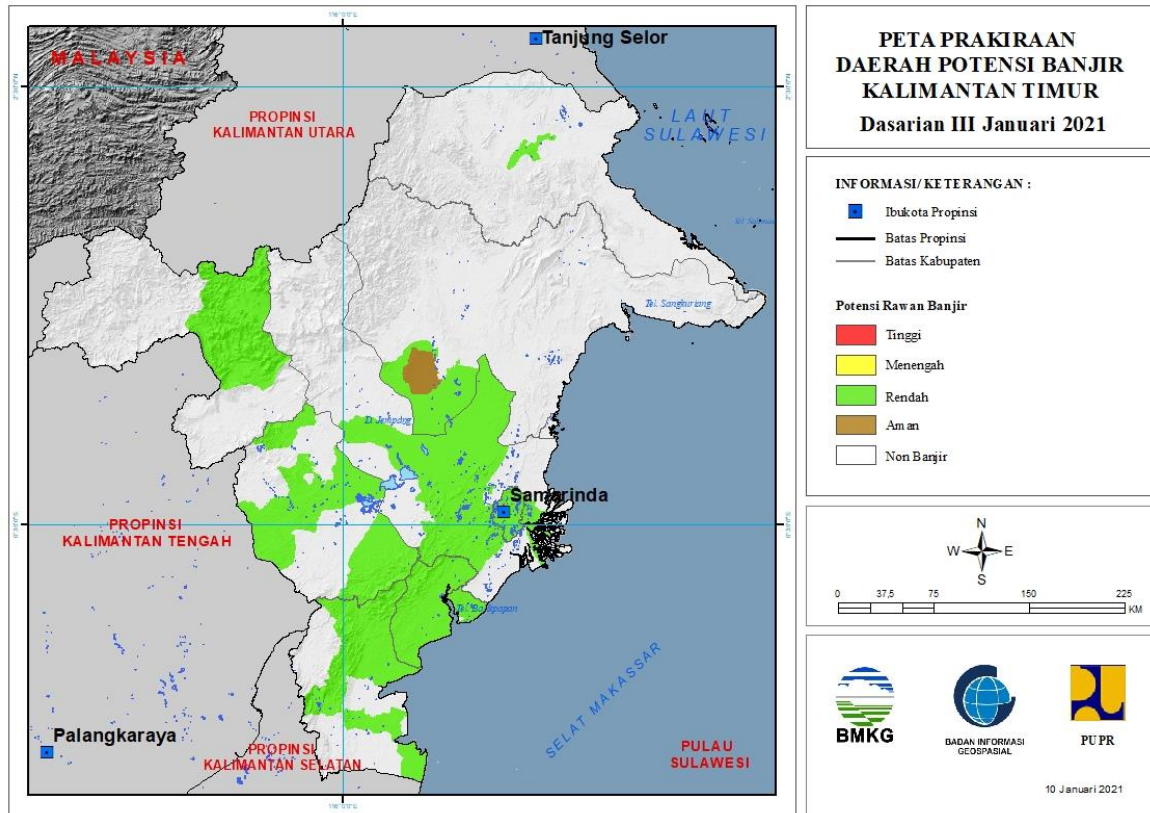 MALAYSIA
Tanjung Selor
PROPINSI
KALIMANTAN UTARA
LAUT
SULAWESI
Tel. Sangkuriang
D. Jempang
Samarinda
PROPINSI
KALIMANTAN TENGAH
Tel. Balikpapan
SELAT MAKASSAR
Palangkaraya
PROPINSI
KALIMANTAN SELATAN
PULAU
SULAWESI
PETA PRAKIRAAN
DAERAH POTENSI BANJIR
KALIMANTAN TIMUR
Dasarian III Januari 2021
INFORMASI/ KETERANGAN :
Ibukota Propinsi
Batas Propinsi
Batas Kabupaten
Potensi Rawan Banjir
Tinggi
Menengah
Rendah
Aman
Non Banjir
N
W E
S
0 37,5 75 150 225
KM
BMKG
BADAN INFORMASI
GEOSPASIAL
PUPR
10 Januari 2021